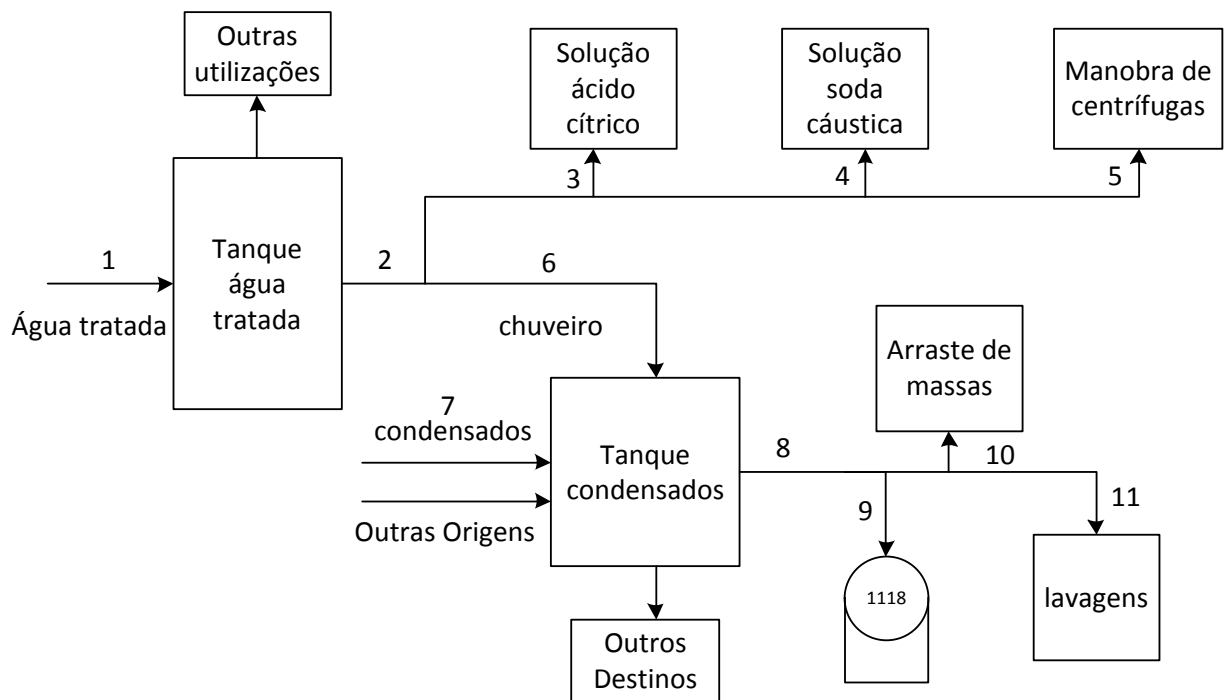 Outras
utilizações
Solução
ácido
cítrico
Solução
soda
cáustica
Manobra de
centrífugas
3
4
5
1
Água tratada
Tanque
água
tratada
2
6
chuveiro
Arraste de
massas
7
condensados
Outras Origens
Tanque
condensados
8
10
9
11
1118
lavagens
Outros
Destinos